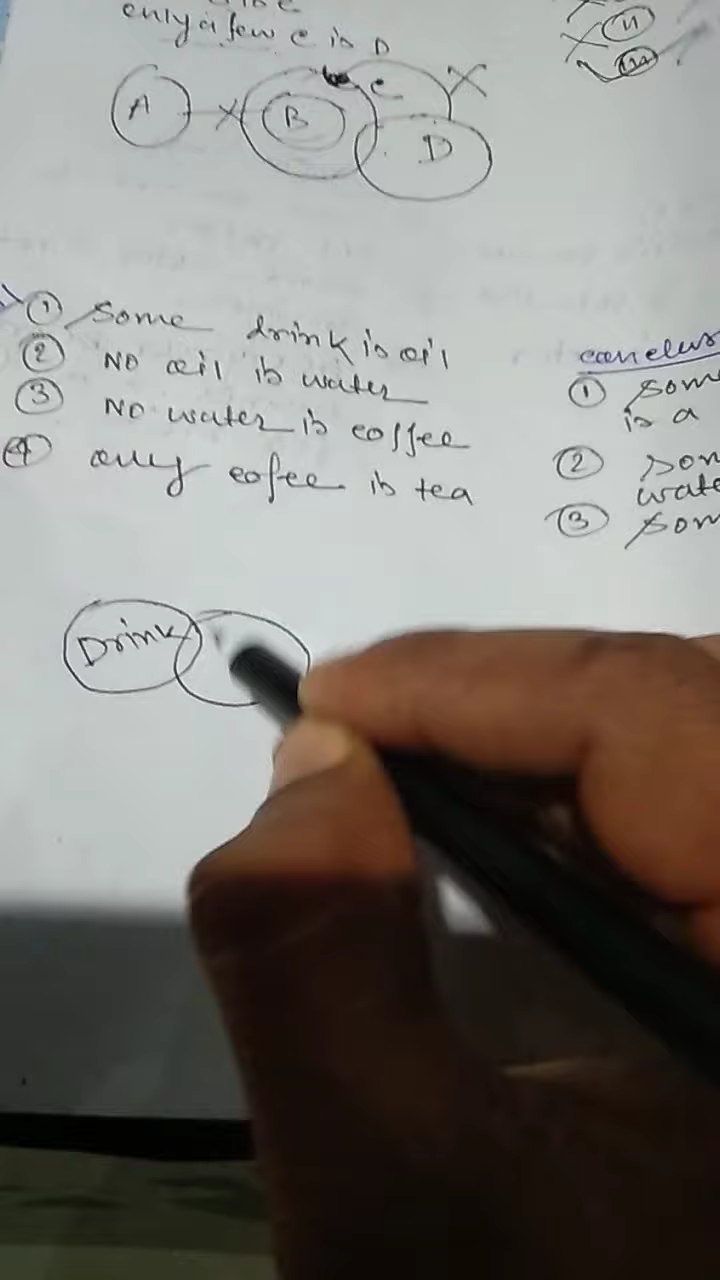 only a few C is D
A
B
C
D
① Some drink is oil
② NO oil is water
③ NO water is coffee
④ only cofee is tea
conclus
① som
is a
② som
wate
③ som
Drink